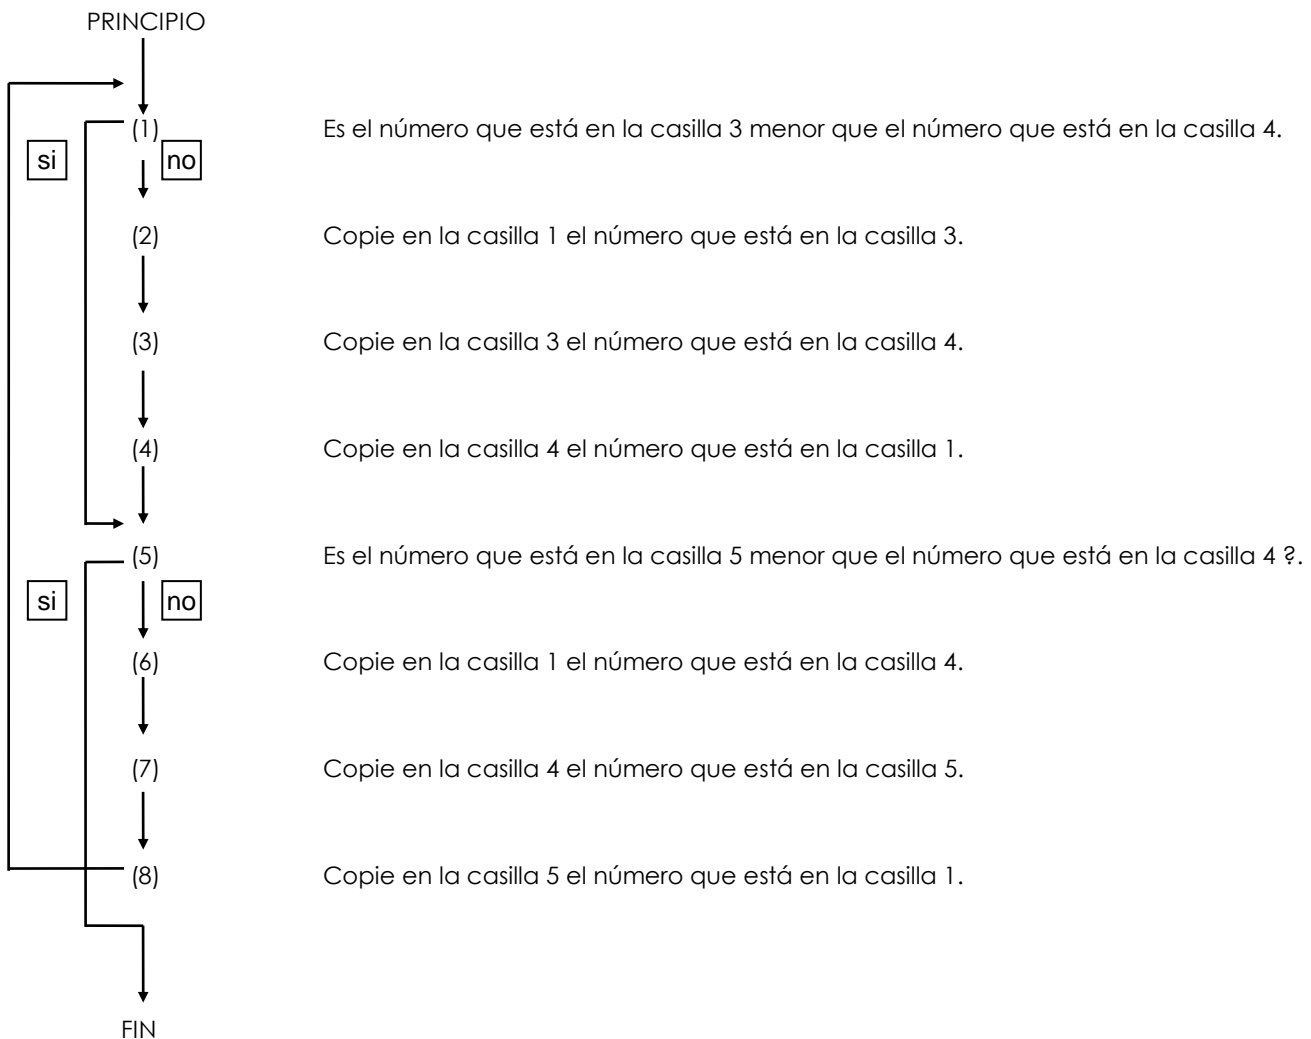 PRINCIPIO
(1) Es el número que está en la casilla 3 menor que el número que está en la casilla 4.
si no
(2) Copie en la casilla 1 el número que está en la casilla 3.
(3) Copie en la casilla 3 el número que está en la casilla 4.
(4) Copie en la casilla 4 el número que está en la casilla 1.
(5) Es el número que está en la casilla 5 menor que el número que está en la casilla 4 ?.
si no
(6) Copie en la casilla 1 el número que está en la casilla 4.
(7) Copie en la casilla 4 el número que está en la casilla 5.
(8) Copie en la casilla 5 el número que está en la casilla 1.
FIN